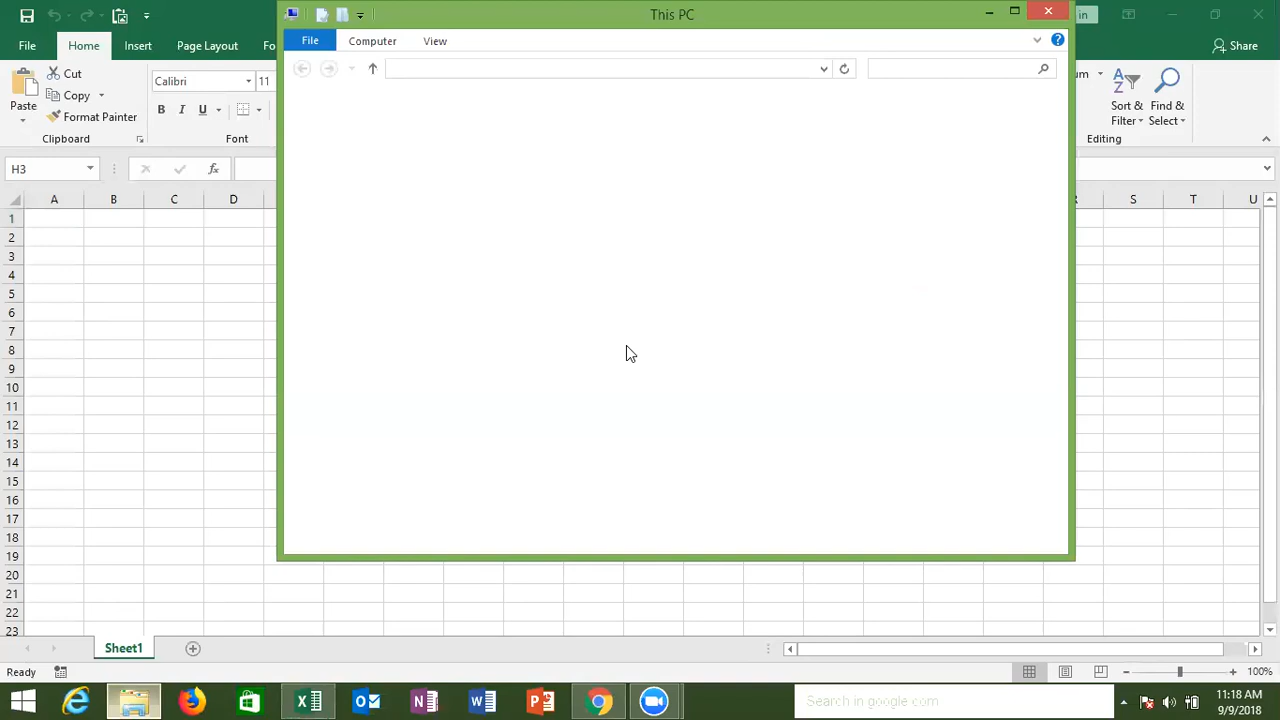 This PC
in
File
Home
Insert
Page Layout
Fo
Share
File
Computer
View
Cut
Copy
Format Painter
Paste
Calibri
11
B
I
U
um
Sort &
Filter
Find &
Select
Clipboard
Font
Editing
H3
fx
A
B
C
D
S
T
U
1
2
3
4
5
6
7
8
9
10
11
12
13
14
15
16
17
18
19
20
21
22
23
Sheet1
Ready
100%
Search in google.com
11:18 AM
9/9/2018